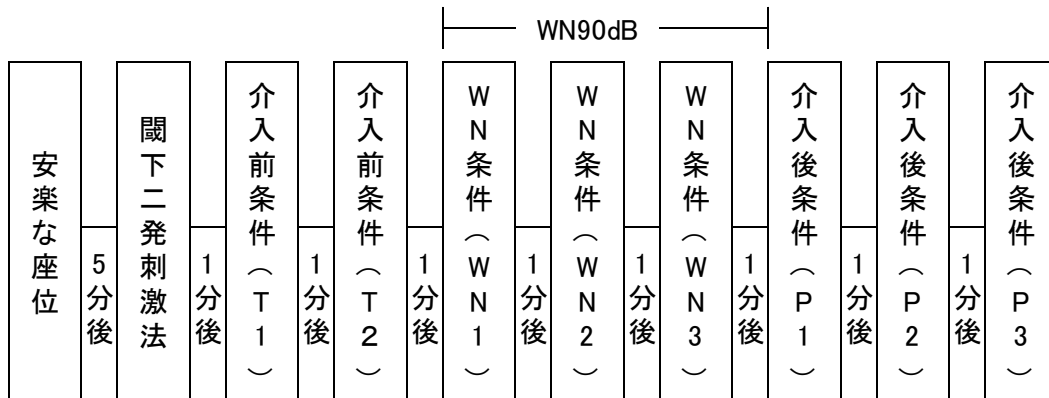 WN90dB
安楽な座位
5分後
閾下二発刺激法
1分後
介入前条件（T1）
1分後
介入前条件（T2）
1分後
WN条件（WN1）
1分後
WN条件（WN2）
1分後
WN条件（WN3）
1分後
介入後条件（P1）
1分後
介入後条件（P2）
1分後
介入後条件（P3）